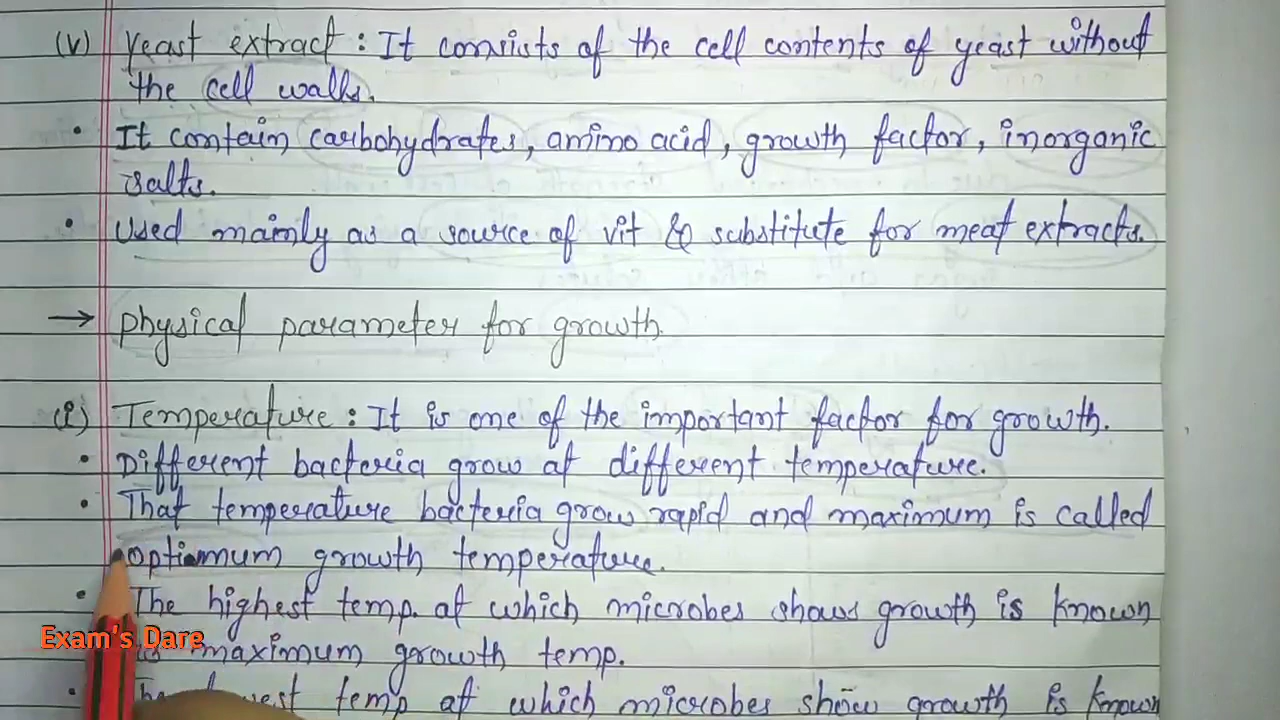 (v) Yeast extract : It consists of the cell contents of yeast without
the cell walls.
• It contain carbohydrates, amino acid, growth factor, inorganic
salts.
• Used mainly as a source of vit & substitute for meat extracts.
→ Physical parameter for growth.
(i) Temperature : It is one of the important factor for growth.
• Different bacteria grow at different temperature.
• That temperature bacteria grow rapid and maximum is called
optimum growth temperature.
• The highest temp. at which microbes shows growth is known
Exam's Dare
maximum growth temp.
• The temp at which microbes show growth is known